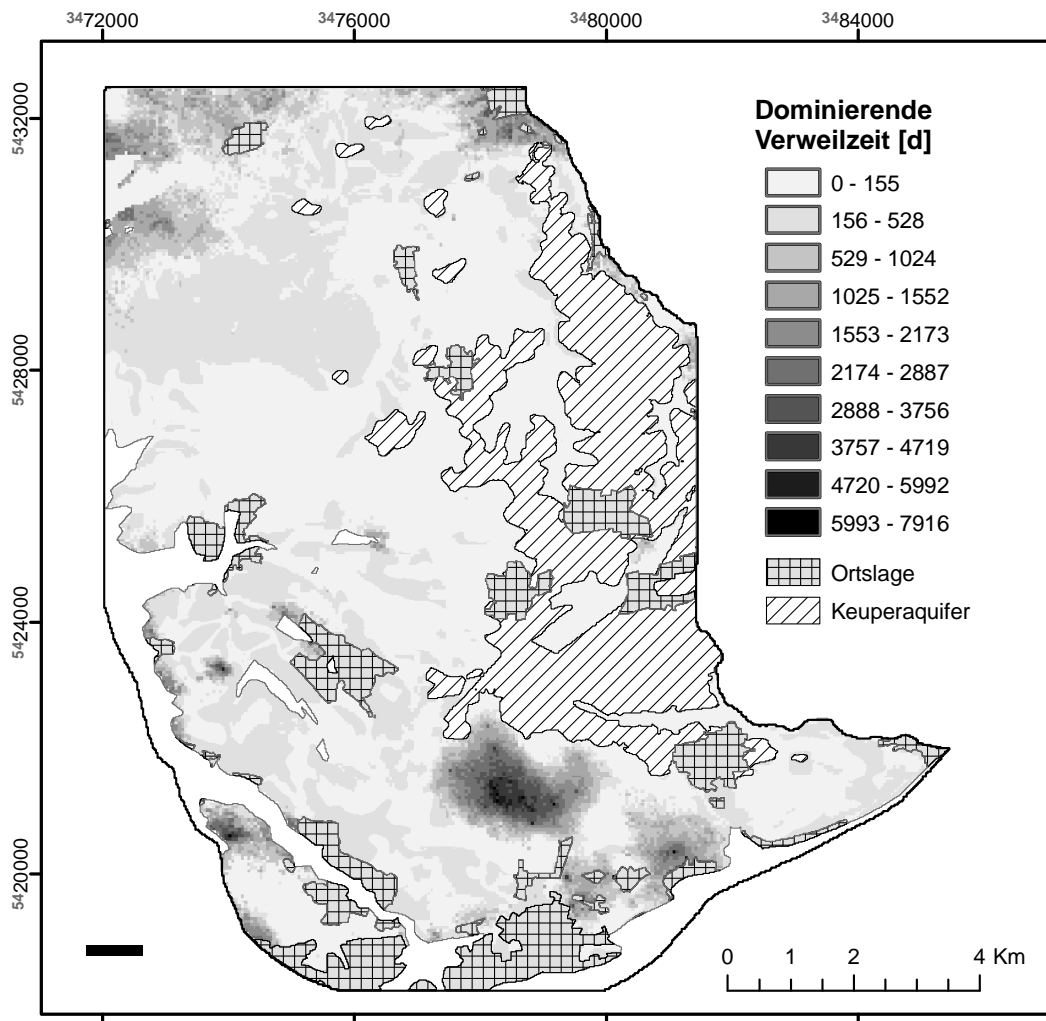 3472000 3476000 3480000 3484000
5432000
5428000
5424000
5420000
Dominierende
Verweilzeit [d]
0 - 155
156 - 528
529 - 1024
1025 - 1552
1553 - 2173
2174 - 2887
2888 - 3756
3757 - 4719
4720 - 5992
5993 - 7916
Ortslage
Keuperaquifer
0 1 2 4 Km